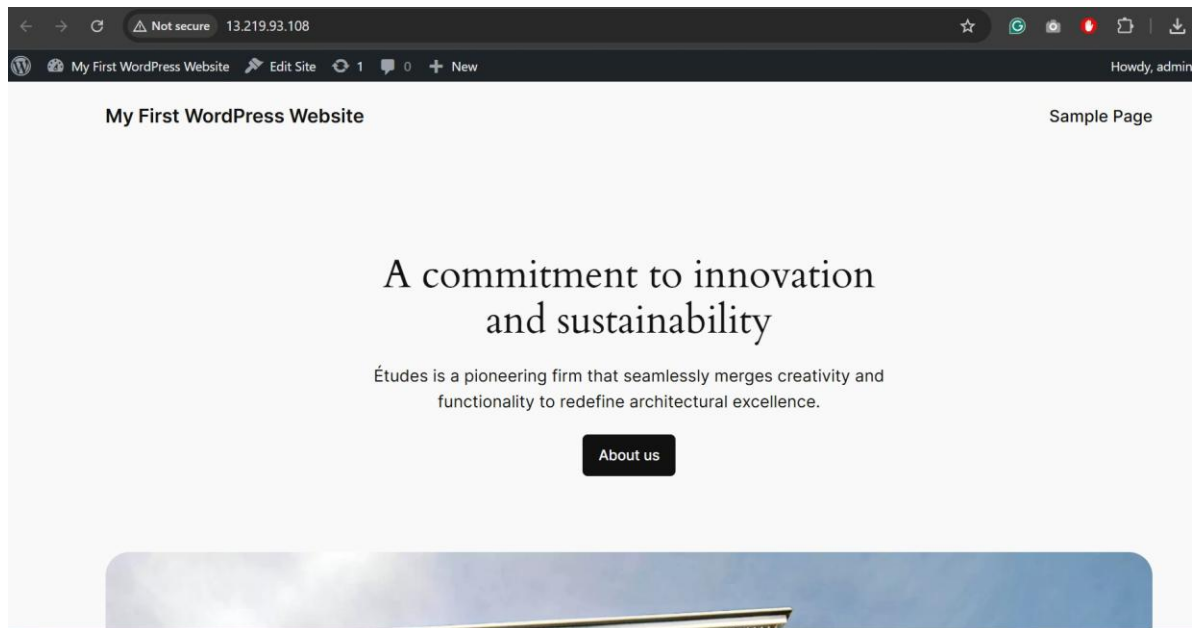 Not secure 13.219.93.108
My First WordPress Website Edit Site 1 0 New Howdy, admin
My First WordPress Website Sample Page
A commitment to innovation
and sustainability
Études is a pioneering firm that seamlessly merges creativity and
functionality to redefine architectural excellence.
About us